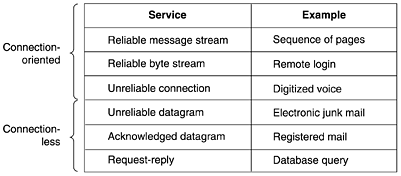 Service Example
Connection-
oriented
Reliable message stream Sequence of pages
Reliable byte stream Remote login
Unreliable connection Digitized voice
Connection-
less
Unreliable datagram Electronic junk mail
Acknowledged datagram Registered mail
Request-reply Database query